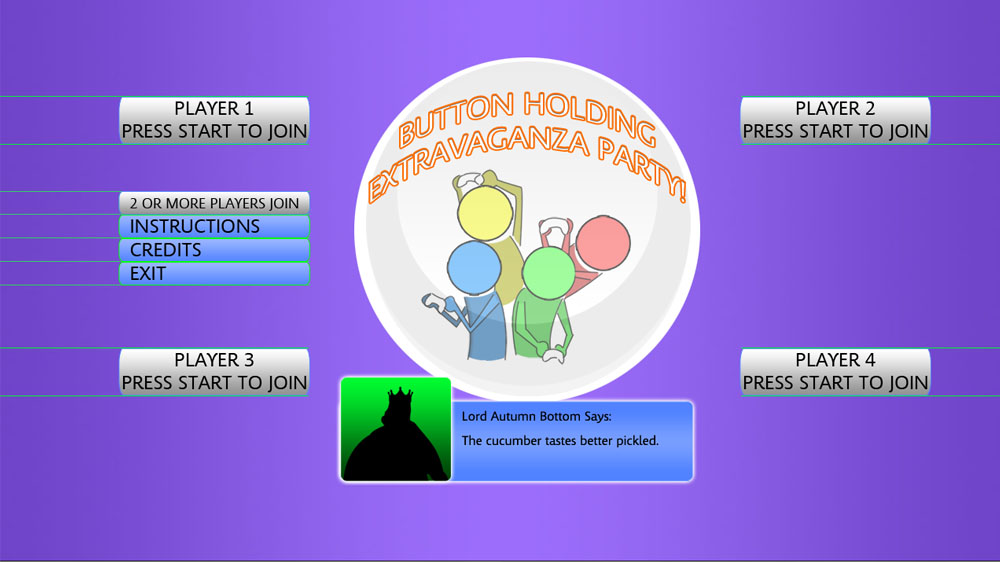 BUTTON HOLDING
EXTRAVAGANZA PARTY!
PLAYER 1
PRESS START TO JOIN
PLAYER 2
PRESS START TO JOIN
2 OR MORE PLAYERS JOIN
INSTRUCTIONS
CREDITS
EXIT
PLAYER 3
PRESS START TO JOIN
PLAYER 4
PRESS START TO JOIN
Lord Autumn Bottom Says:
The cucumber tastes better pickled.